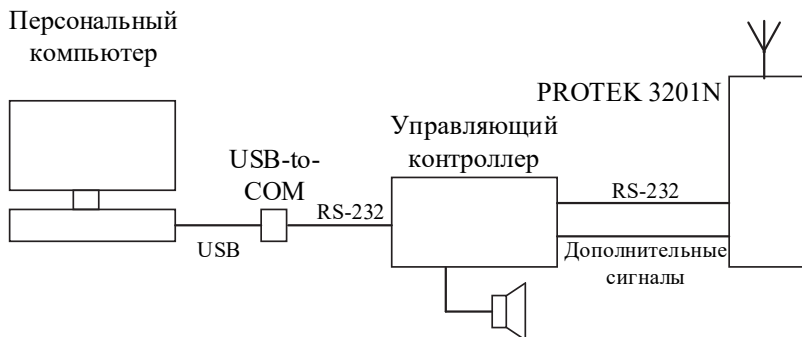 Персональный
компьютер
PROTEK 3201N
Управляющий
контроллер
USB-to-
COM
RS-232
USB
RS-232
Дополнительные
сигналы